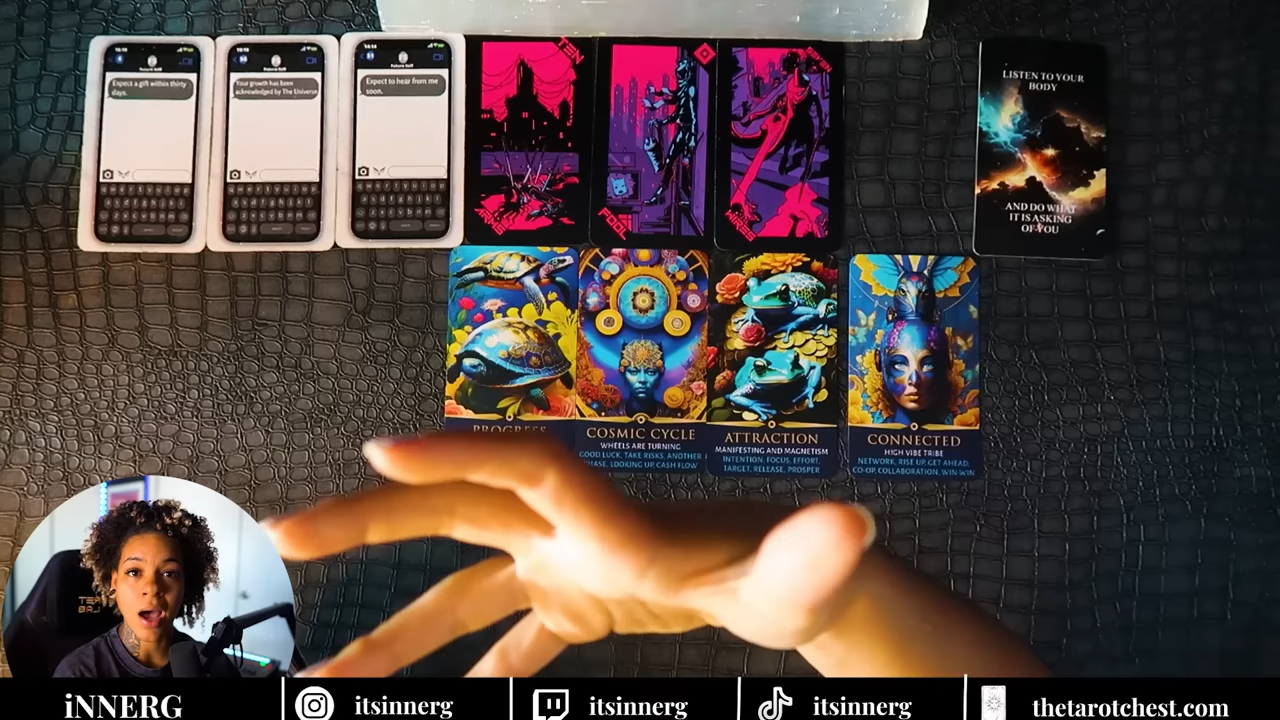 Expect a gift within thirty
days.
Your growth has been
acknowledged by The Universe
Expect to hear from me
soon.
TEN
LISTEN TO YOUR
BODY
AND DO WHAT
IT IS ASKING
OF YOU
PROGRESS
COSMIC CYCLE
WHEELS ARE TURNING
GOOD LUCK, TAKE RISKS, ANOTHER
PHASE, LOOKING UP, CASH FLOW
ATTRACTION
MANIFESTING AND MAGNETISM
INTENTION, FOCUS, EFFORT,
TARGET, RELEASE, PROSPER
CONNECTED
HIGH VIBE TRIBE
NETWORK, RISE UP, GET AHEAD,
CO-OP, COLLABORATION, WIN-WIN
iNNERG
itsinnerg
itsinnerg
itsinnerg
thetarotchest.com